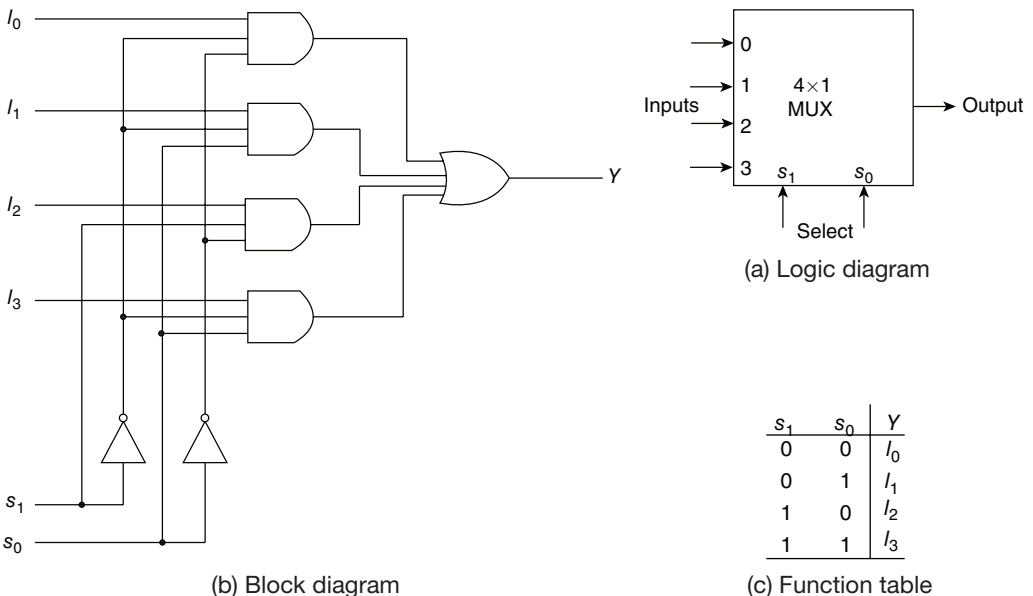 I₀
I₁
I₂
I₃
s₁
s₀
Y
(b) Block diagram
0
1
2
3
4×1
MUX
Inputs
Output
s₁ s₀
Select
(a) Logic diagram
s₁ s₀ Y
0 0 I₀
0 1 I₁
1 0 I₂
1 1 I₃
(c) Function table